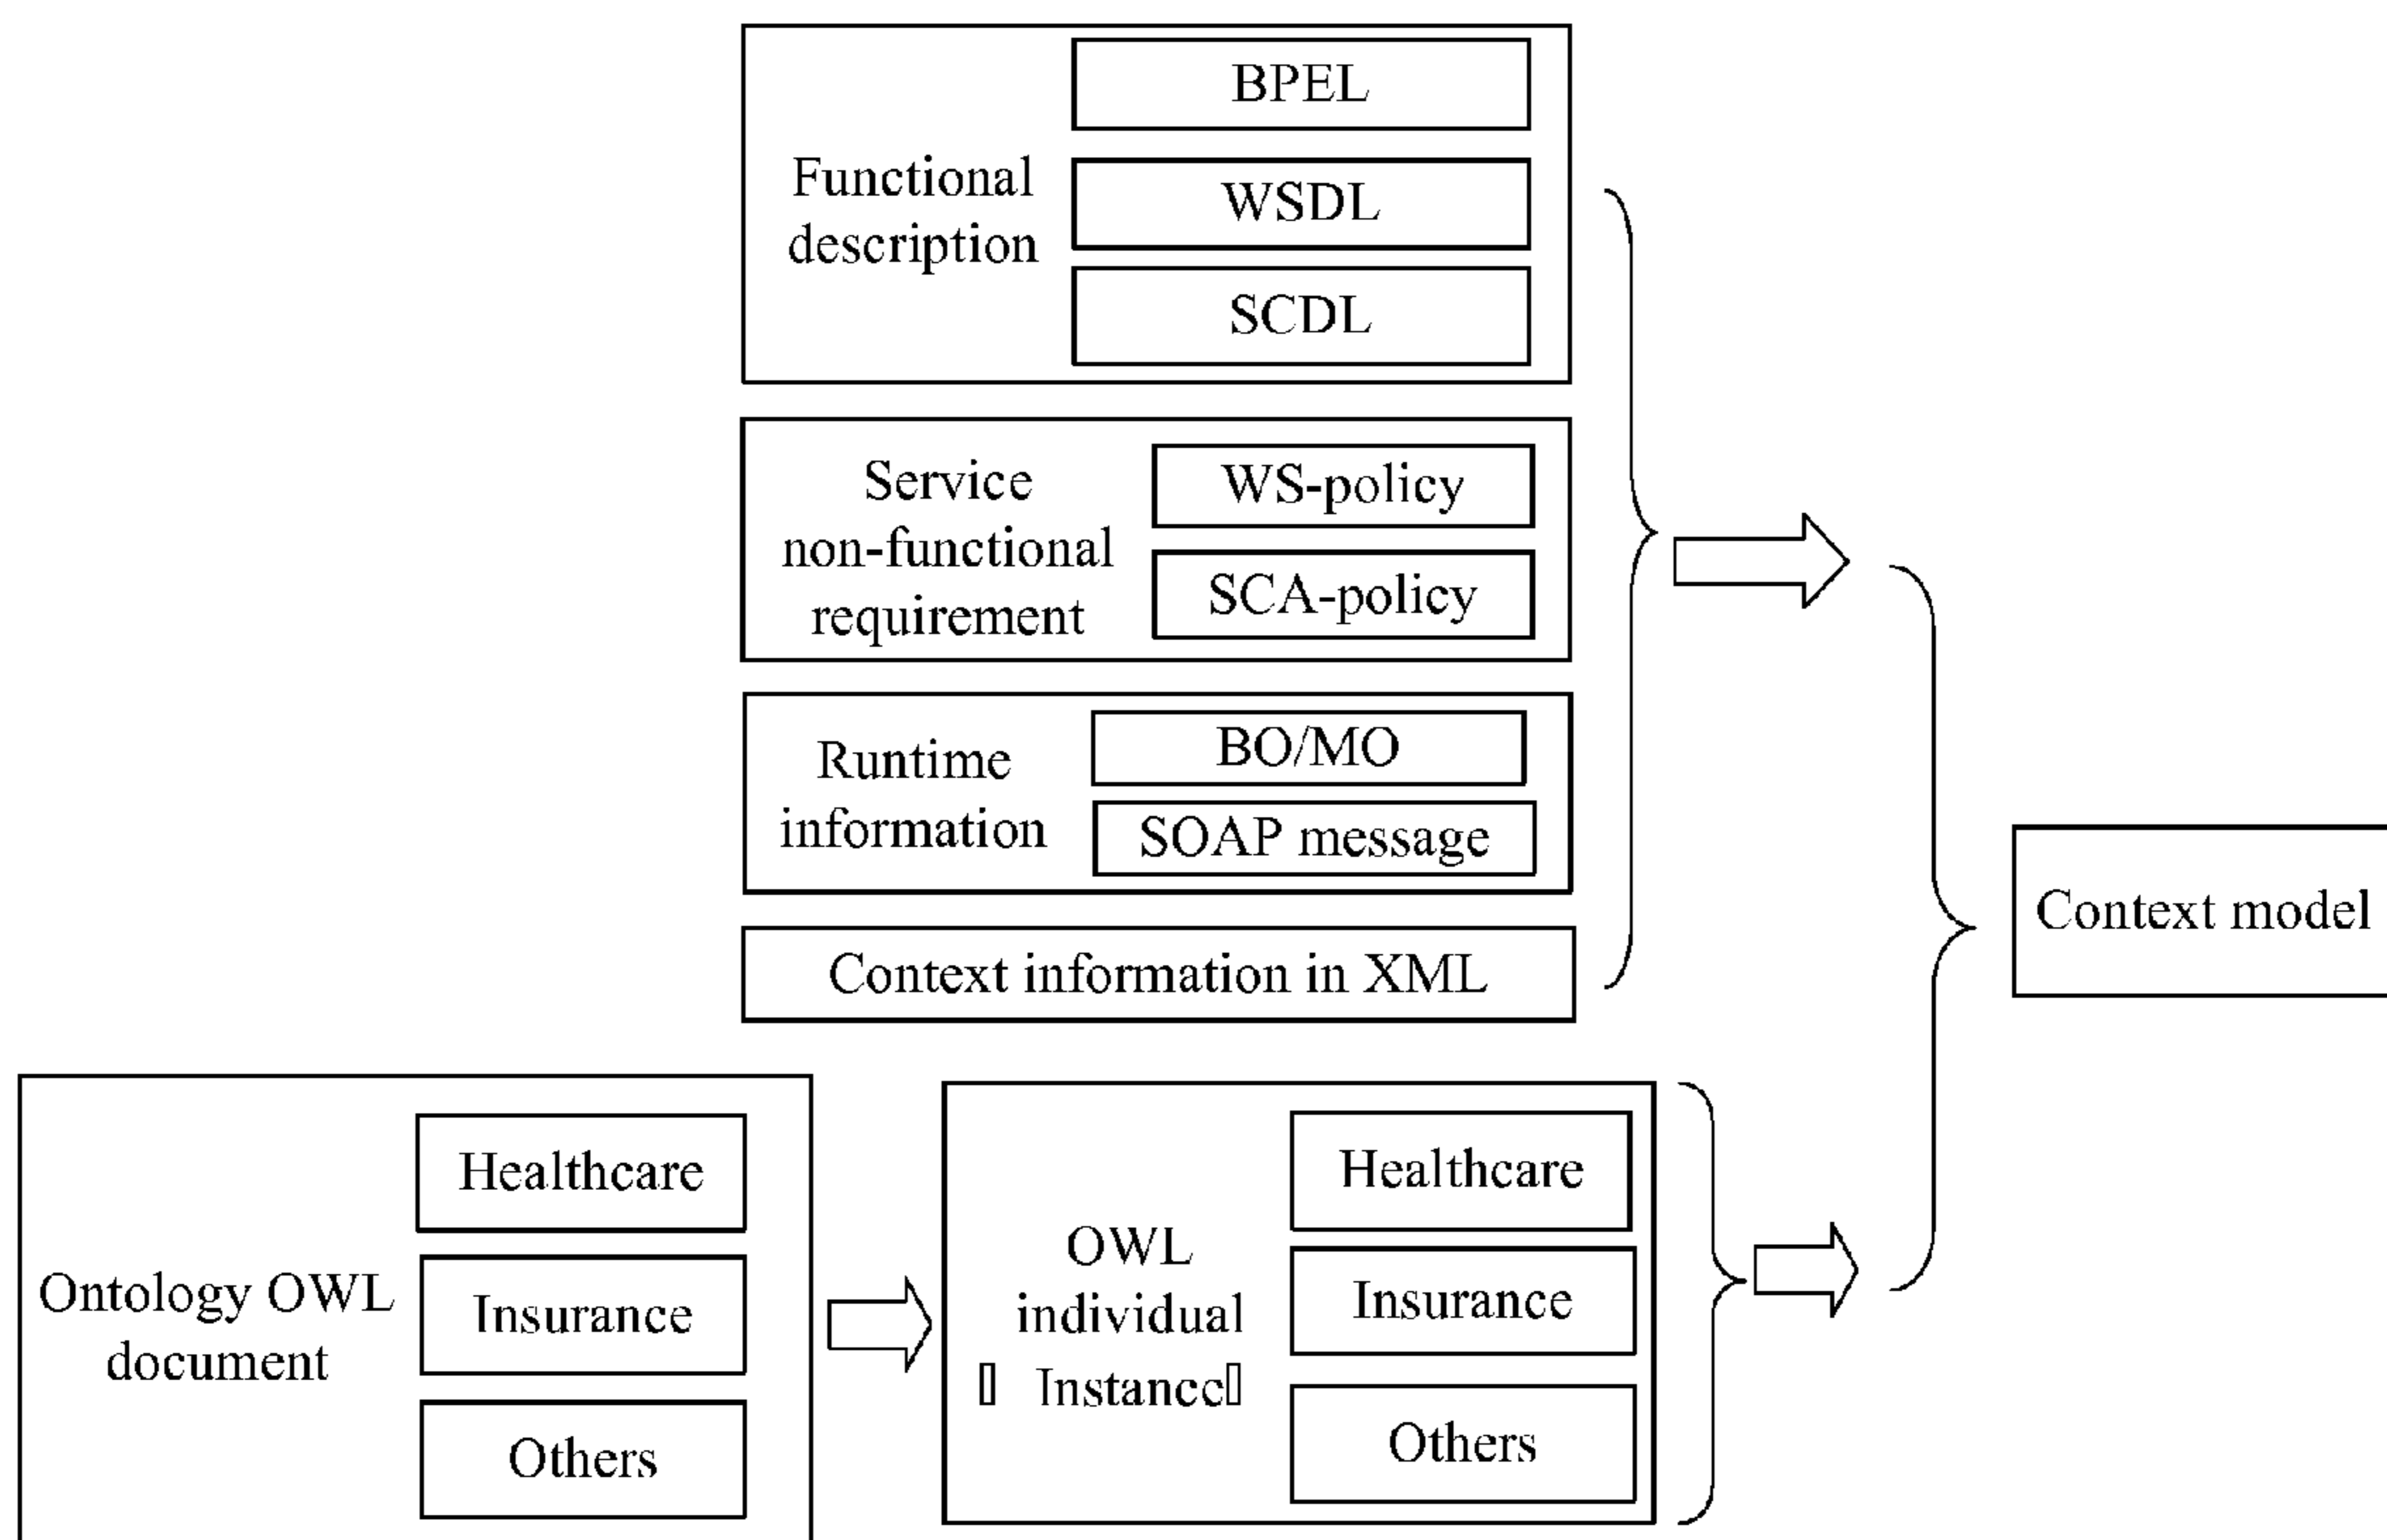 BPEL
Functional
description
WSDL
SCDL
Service
non-functional
requirement
WS-policy
SCA-policy
Runtime
information
BO/MO
SOAP message
Context information in XML
Context model
Ontology OWL
document
Healthcare
Insurance
Others
OWL
individual
▯ Instance▯
Healthcare
Insurance
Others